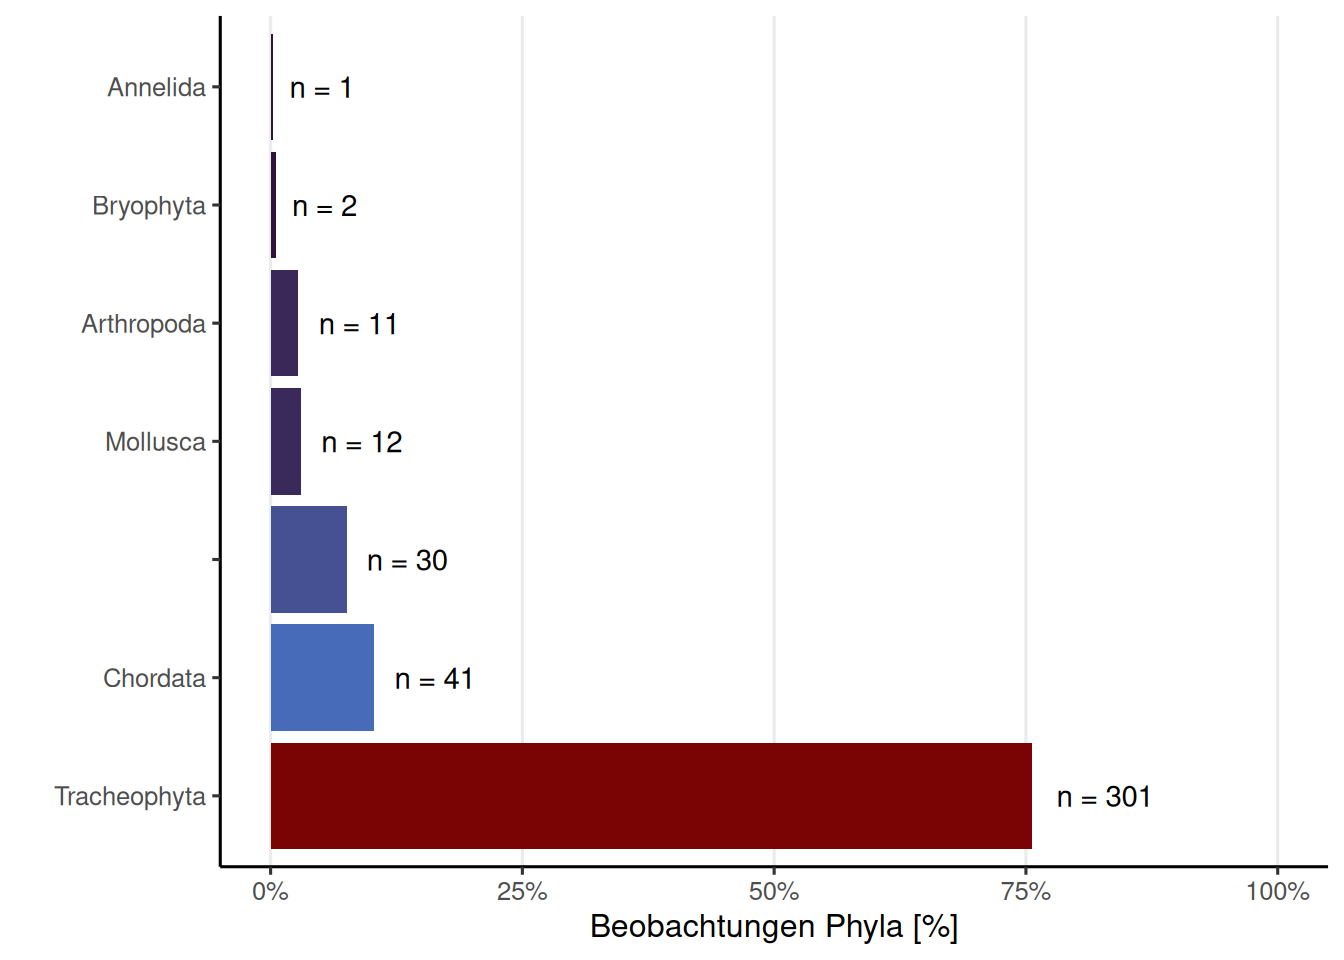 Annelida
n = 1
Bryophyta
n = 2
Arthropoda
n = 11
Mollusca
n = 12
n = 30
Chordata
n = 41
Tracheophyta
n = 301
0% 25% 50% 75% 100%
Beobachtungen Phyla [%]